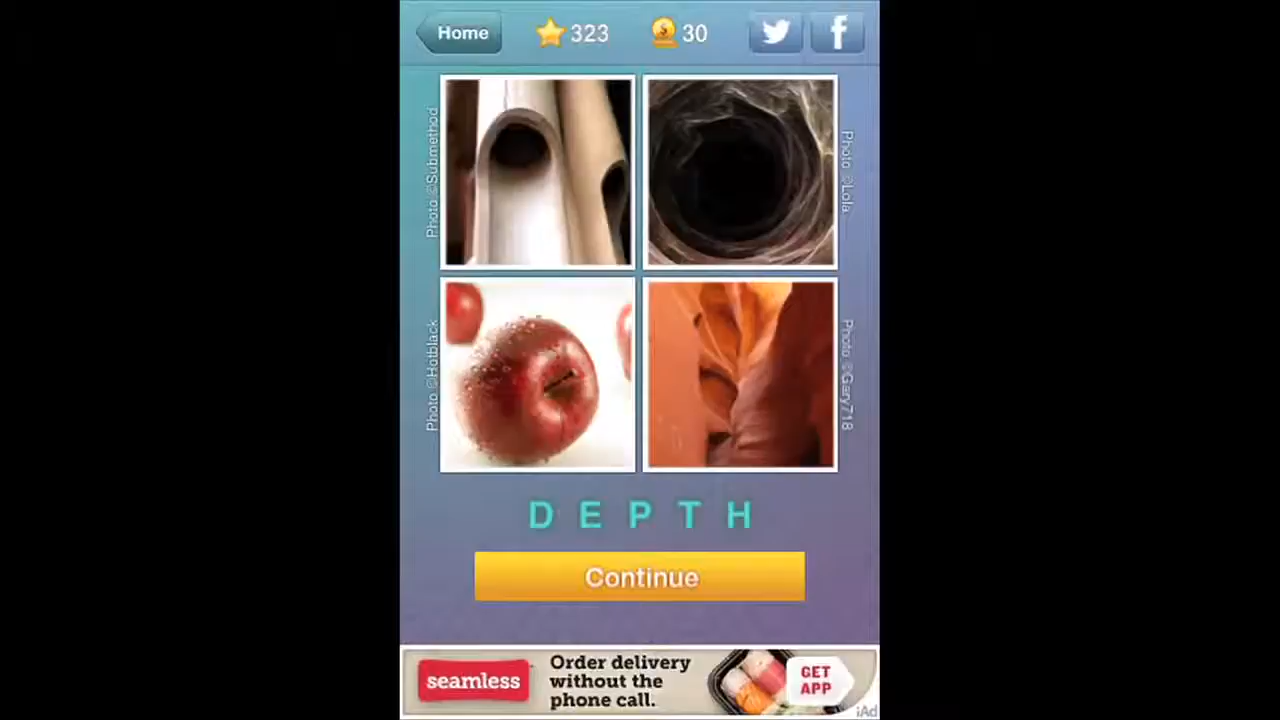 Home
323
30
Photo ©Submethod
Photo ©Lola
Photo ©Hotblack
Photo ©Gary718
DEPTH
Continue
seamless
Order delivery
without the
phone call.
GET
APP
iAd